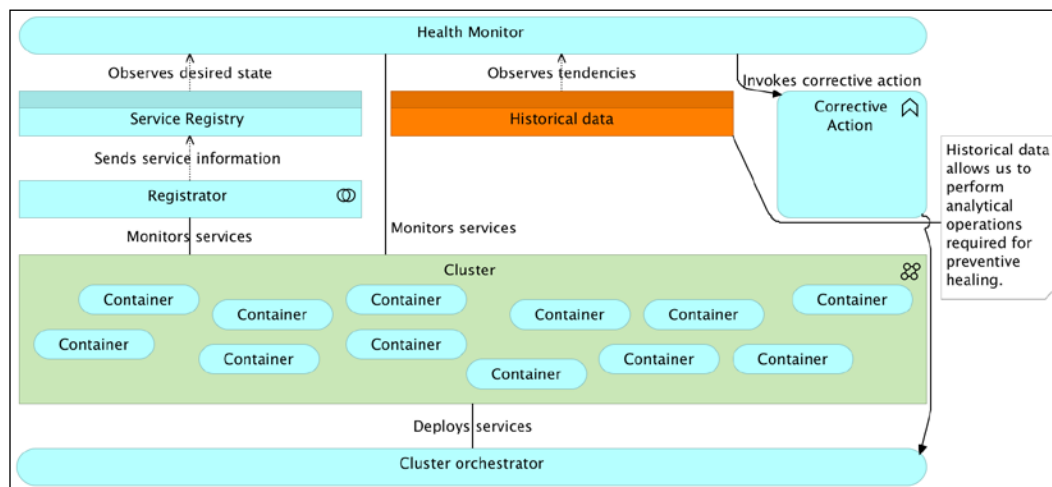 Health Monitor
Observes desired state
Observes tendencies
Invokes corrective action
Service Registry
Historical data
Corrective
Action
Sends service information
Historical data
allows us to
perform
analytical
operations
required for
preventive
healing.
Registrator
Monitors services
Monitors services
Cluster
Container
Container
Container
Container
Container
Container
Container
Container
Container
Container
Container
Container
Deploys services
Cluster orchestrator